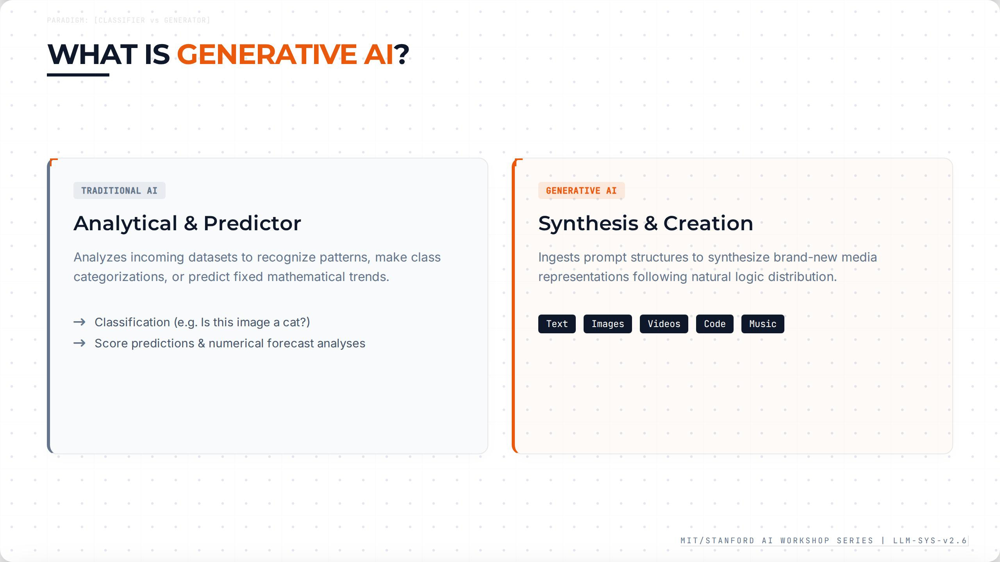 PARADIGM: [CLASSIFIER vs GENERATOR]
WHAT IS GENERATIVE AI?
TRADITIONAL AI
Analytical & Predictor
Analyzes incoming datasets to recognize patterns, make class
categorizations, or predict fixed mathematical trends.
→ Classification (e.g. Is this image a cat?)
→ Score predictions & numerical forecast analyses
GENERATIVE AI
Synthesis & Creation
Ingests prompt structures to synthesize brand-new media
representations following natural logic distribution.
Text Images Videos Code Music
MIT/STANFORD AI WORKSHOP SERIES | LLM-SYS-v2.6